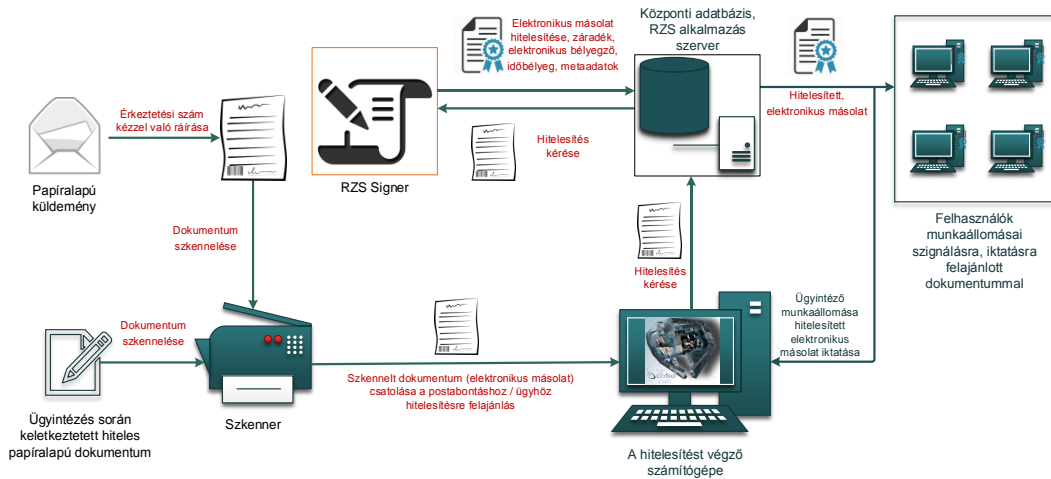 Elektronikus másolat
hitelesítése, záradék,
elektronikus bélyegző,
időbélyeg, metaadatok
Központi adatbázis,
RZS alkalmazás
szerver
Érkeztetési szám
kézzel való ráírása
Hitelesítés
kérése
Hitelesített,
elektronikus másolat
Papíralapú
küldemény
RZS Signer
Felhasználók
munkaállomásai
szignálásra, iktatásra
felajánlott
dokumentummal
Dokumentum
szkennelése
Hitelesítés
kérése
Ügyintéző
munkaállomása
hitelesített
elektronikus
másolat iktatása
Dokumentum
szkennelése
Szkennelt dokumentum (elektronikus másolat)
csatolása a postabontáshoz / ügyhöz
hitelesítésre felajánlás
Ügyintézés során
keletkeztetett hiteles
papíralapú dokumentum
Szkenner
A hitelesítést végző
számítógépe